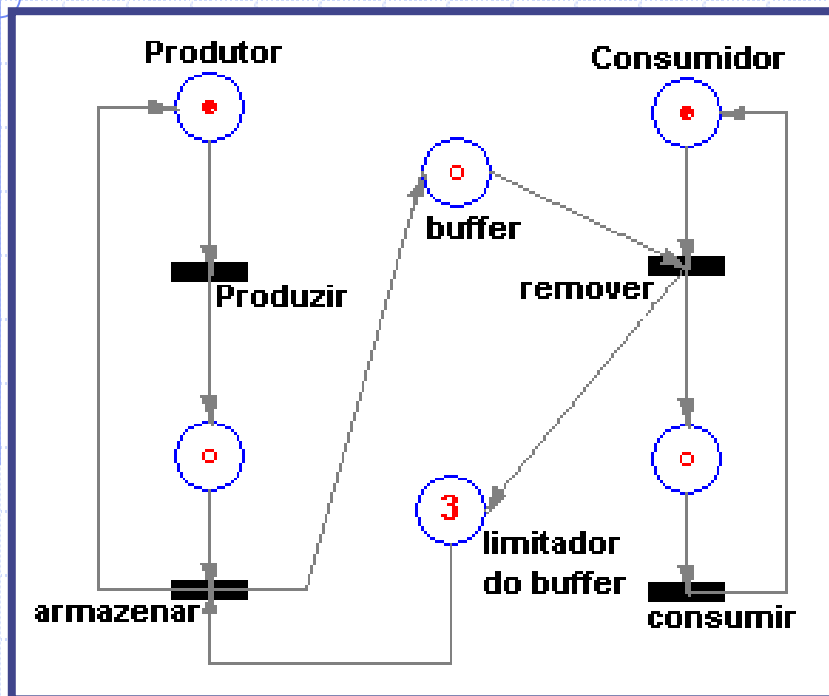 Produtor
Consumidor
buffer
remover
Produzir
3
limitador
do buffer
armazenar
consumir